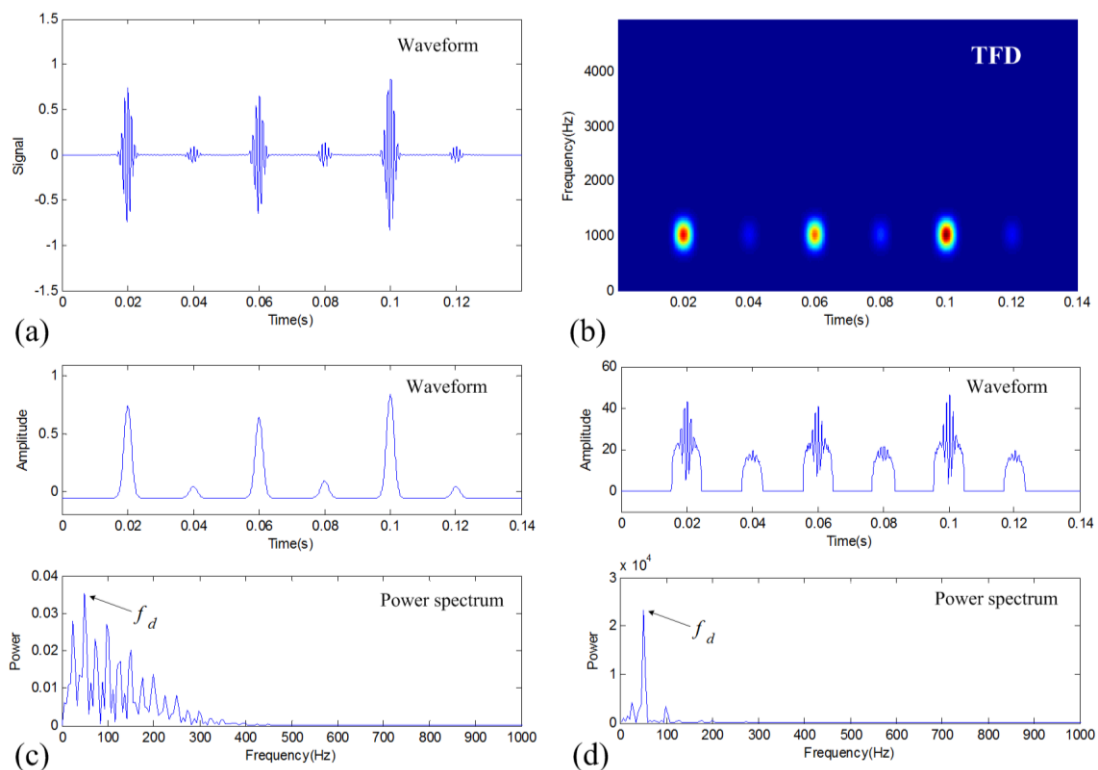 1.5
Waveform
1
0.5
0
-0.5
-1
-1.5
Signal
0 0.02 0.04 0.06 0.08 0.1 0.12
Time(s)
(a)
TFD
4000
3000
2000
1000
0
Frequency(Hz)
0.02 0.04 0.06 0.08 0.1 0.12 0.14
Time(s)
(b)
Waveform
1
0.5
0
Amplitude
0 0.02 0.04 0.06 0.08 0.1 0.12 0.14
Time(s)
0.04
Power spectrum
0.03
f_d
0.02
0.01
0
Power
0 100 200 300 400 500 600 700 800 900 1000
Frequency(Hz)
(c)
60
Waveform
40
20
0
Amplitude
0 0.02 0.04 0.06 0.08 0.1 0.12 0.14
Time(s)
x 10^4
3
Power spectrum
2
f_d
1
0
Power
0 100 200 300 400 500 600 700 800 900 1000
Frequency(Hz)
(d)